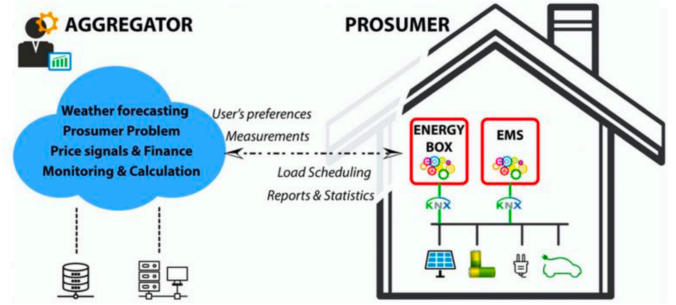 AGGREGATOR
PROSUMER
Weather forecasting
Prosumer Problem
Price signals & Finance
Monitoring & Calculation
User's preferences
Measurements
Load Scheduling
Reports & Statistics
ENERGY
BOX
EMS
KNX
KNX